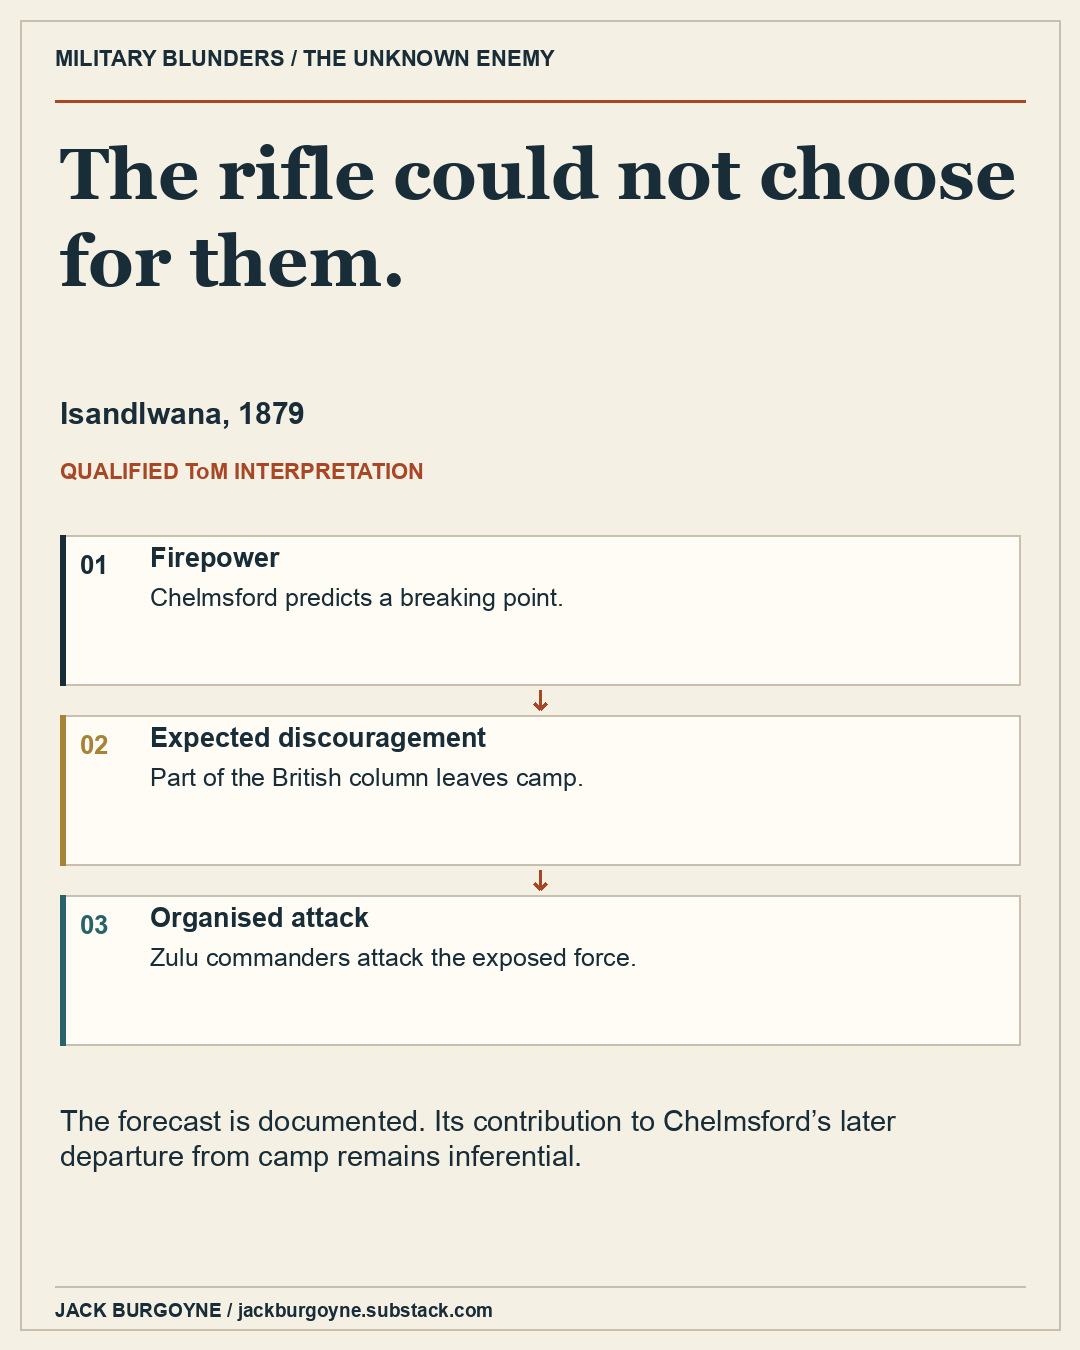 MILITARY BLUNDERS / THE UNKNOWN ENEMY
The rifle could not choose
for them.
Isandlwana, 1879
QUALIFIED ToM INTERPRETATION
01
Firepower
Chelmsford predicts a breaking point.
↓
02
Expected discouragement
Part of the British column leaves camp.
↓
03
Organised attack
Zulu commanders attack the exposed force.
The forecast is documented. Its contribution to Chelmsford’s later
departure from camp remains inferential.
JACK BURGOYNE / jackburgoyne.substack.com